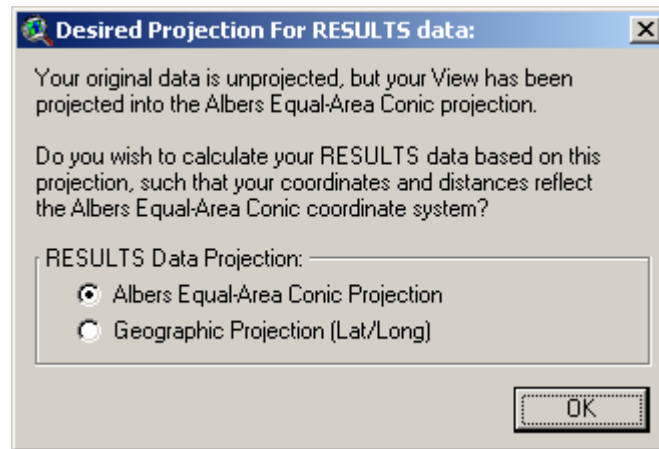 Desired Projection For RESULTS data:
Your original data is unprojected, but your View has been
projected into the Albers Equal-Area Conic projection.
Do you wish to calculate your RESULTS data based on this
projection, such that your coordinates and distances reflect
the Albers Equal-Area Conic coordinate system?
RESULTS Data Projection:
Albers Equal-Area Conic Projection
Geographic Projection (Lat/Long)
OK